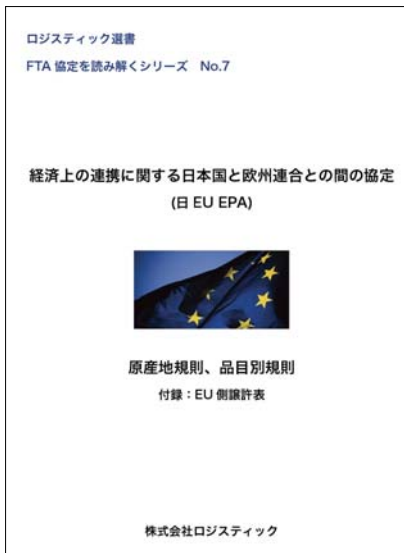 ロジスティック選書
FTA 協定を読み解くシリーズ No.7
経済上の連携に関する日本国と欧州連合との間の協定
(日 EU EPA)
原産地規則、品目別規則
付録：EU 側譲許表
株式会社ロジスティック